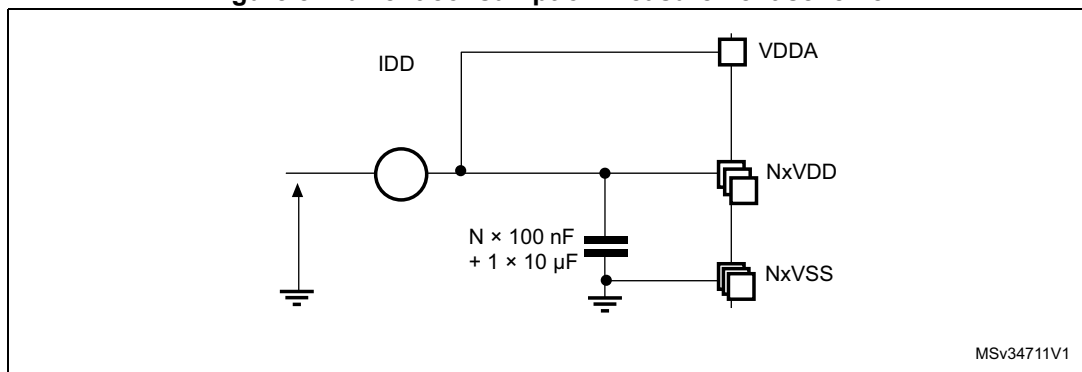 IDD
VDDA
NxVDD
N × 100 nF
+ 1 × 10 µF
NxVSS
MSv34711V1